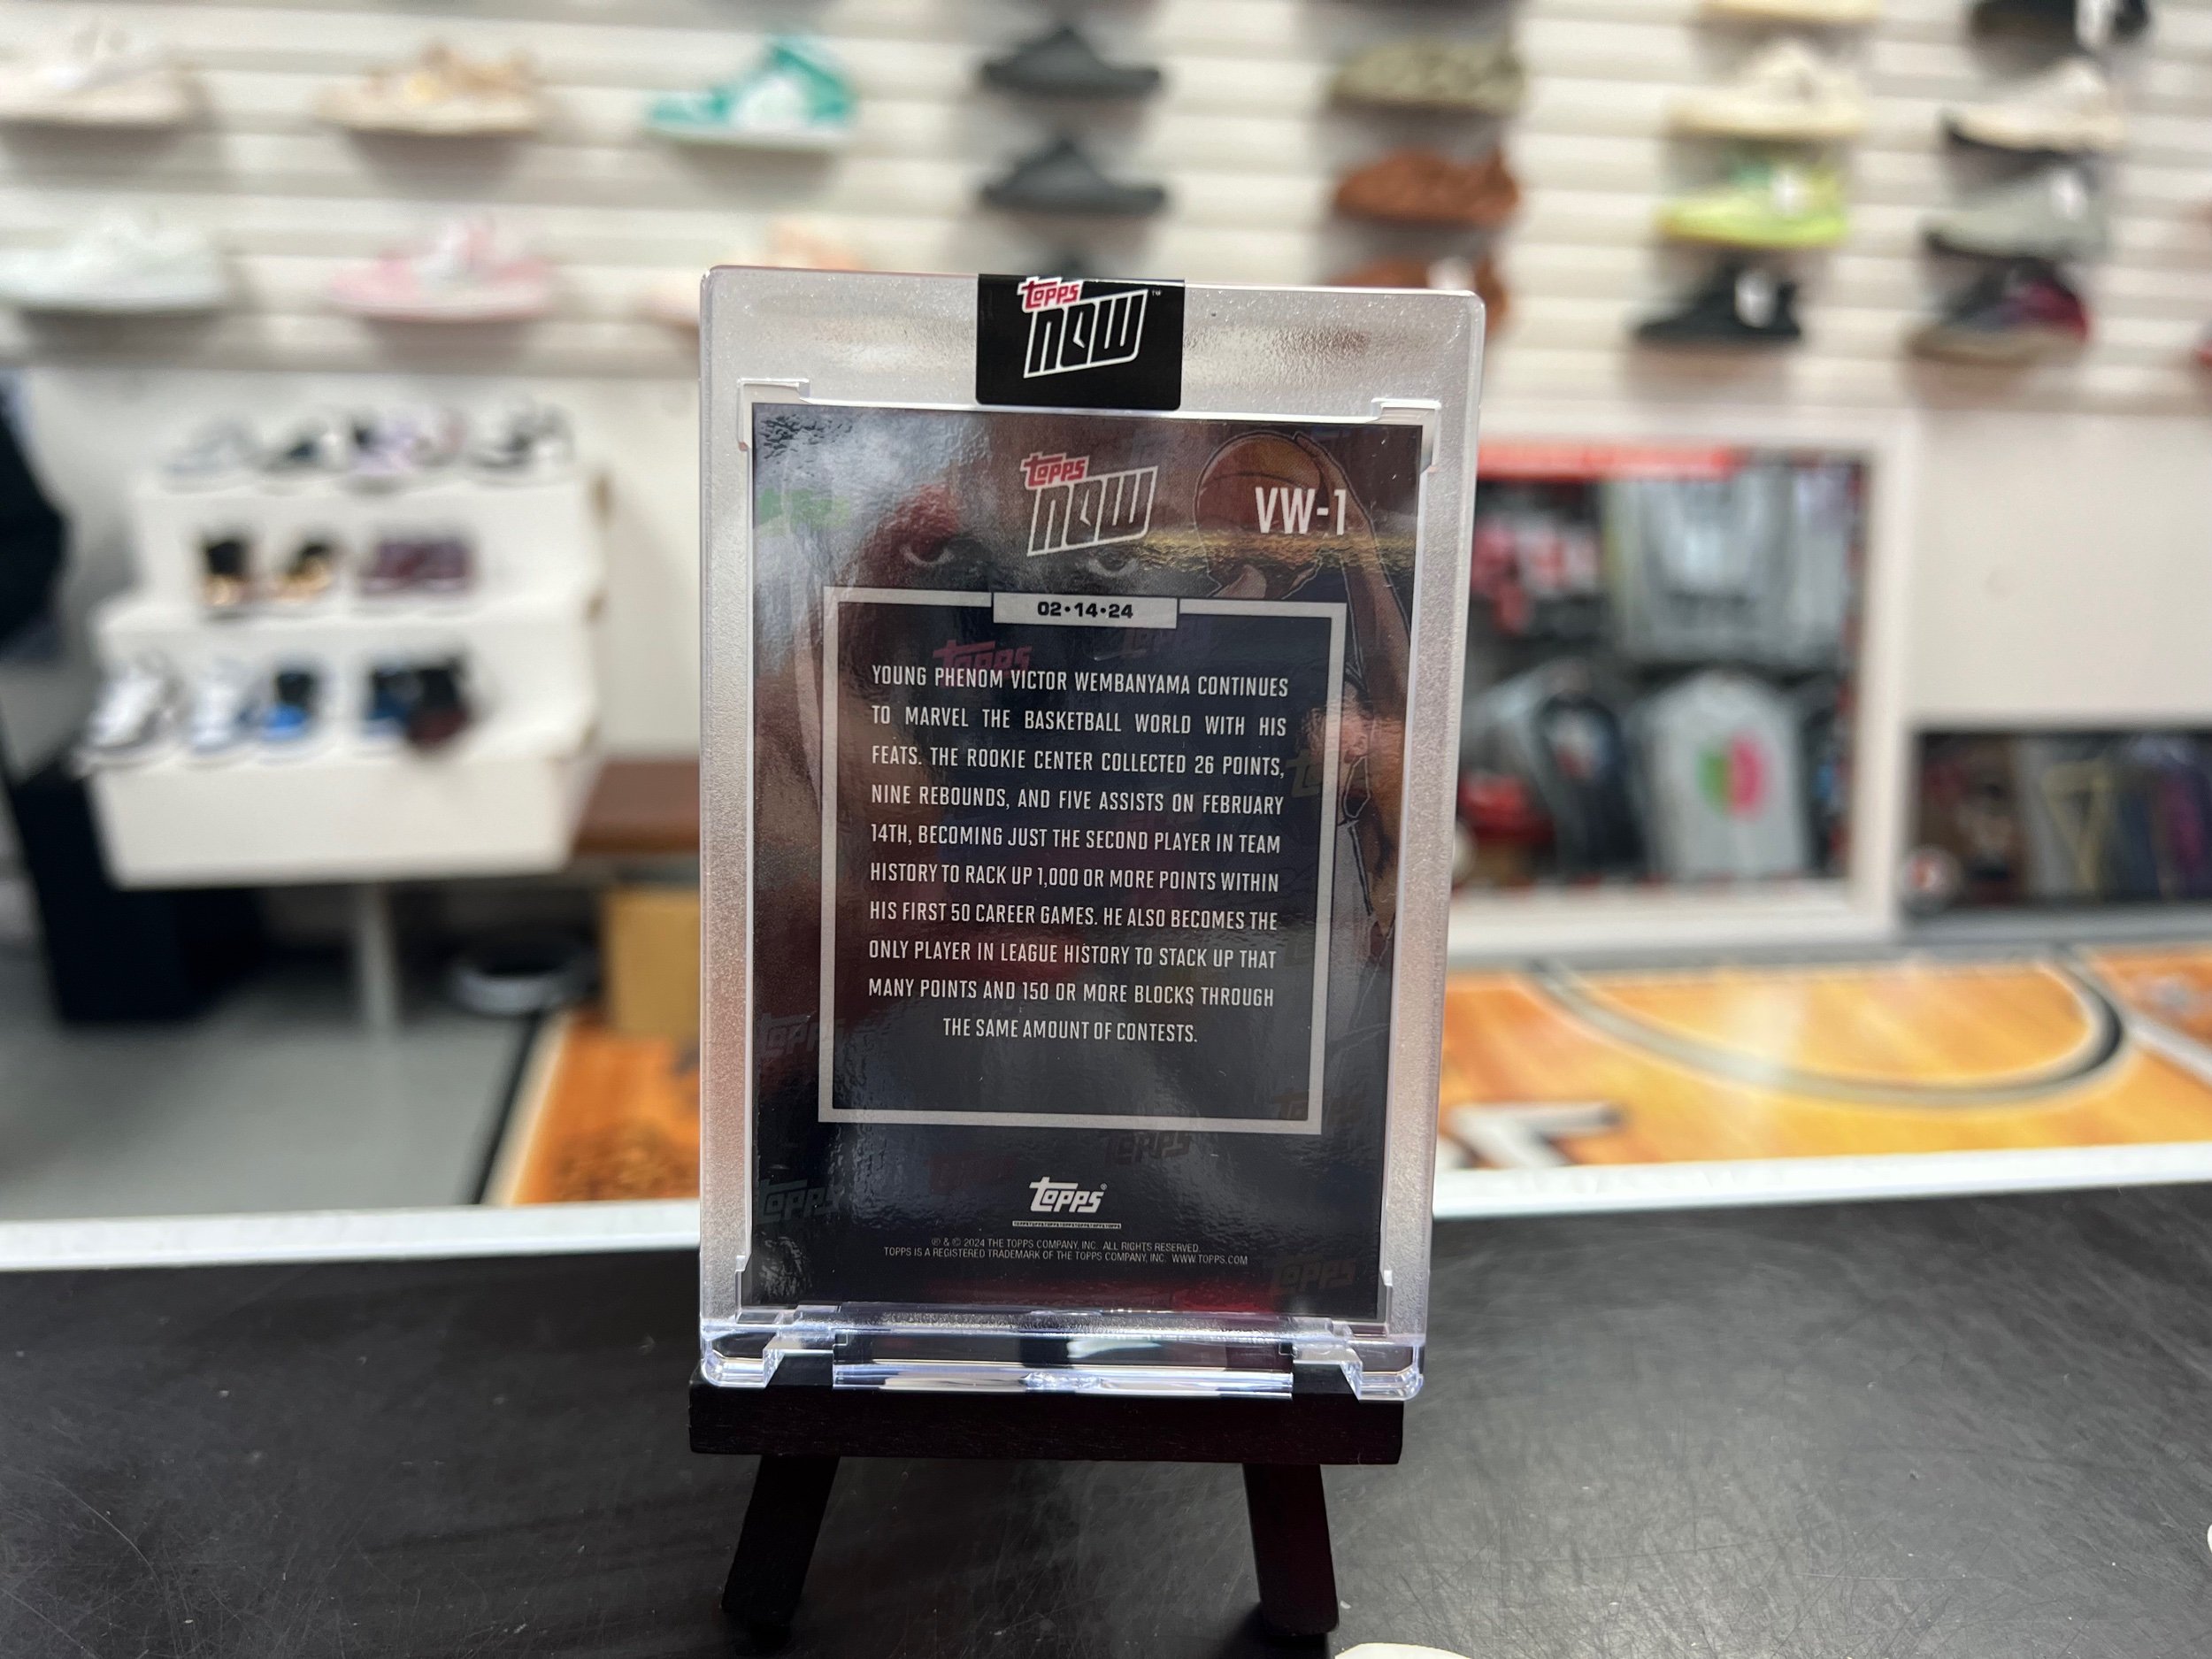 TOPPS
NOW™
TOPPS
NOW
VW-1
02•14•24
TOPPS
YOUNG PHENOM VICTOR WEMBANYAMA CONTINUES
TO MARVEL THE BASKETBALL WORLD WITH HIS
FEATS. THE ROOKIE CENTER COLLECTED 26 POINTS,
NINE REBOUNDS, AND FIVE ASSISTS ON FEBRUARY
14TH, BECOMING JUST THE SECOND PLAYER IN TEAM
HISTORY TO RACK UP 1,000 OR MORE POINTS WITHIN
HIS FIRST 50 CAREER GAMES. HE ALSO BECOMES THE
ONLY PLAYER IN LEAGUE HISTORY TO STACK UP THAT
MANY POINTS AND 150 OR MORE BLOCKS THROUGH
THE SAME AMOUNT OF CONTESTS.
TOPPS
TOPPS
TOPPS®
℗ & © 2024 THE TOPPS COMPANY, INC. ALL RIGHTS RESERVED.
TOPPS IS A REGISTERED TRADEMARK OF THE TOPPS COMPANY, INC. WWW.TOPPS.COM
TOPPS